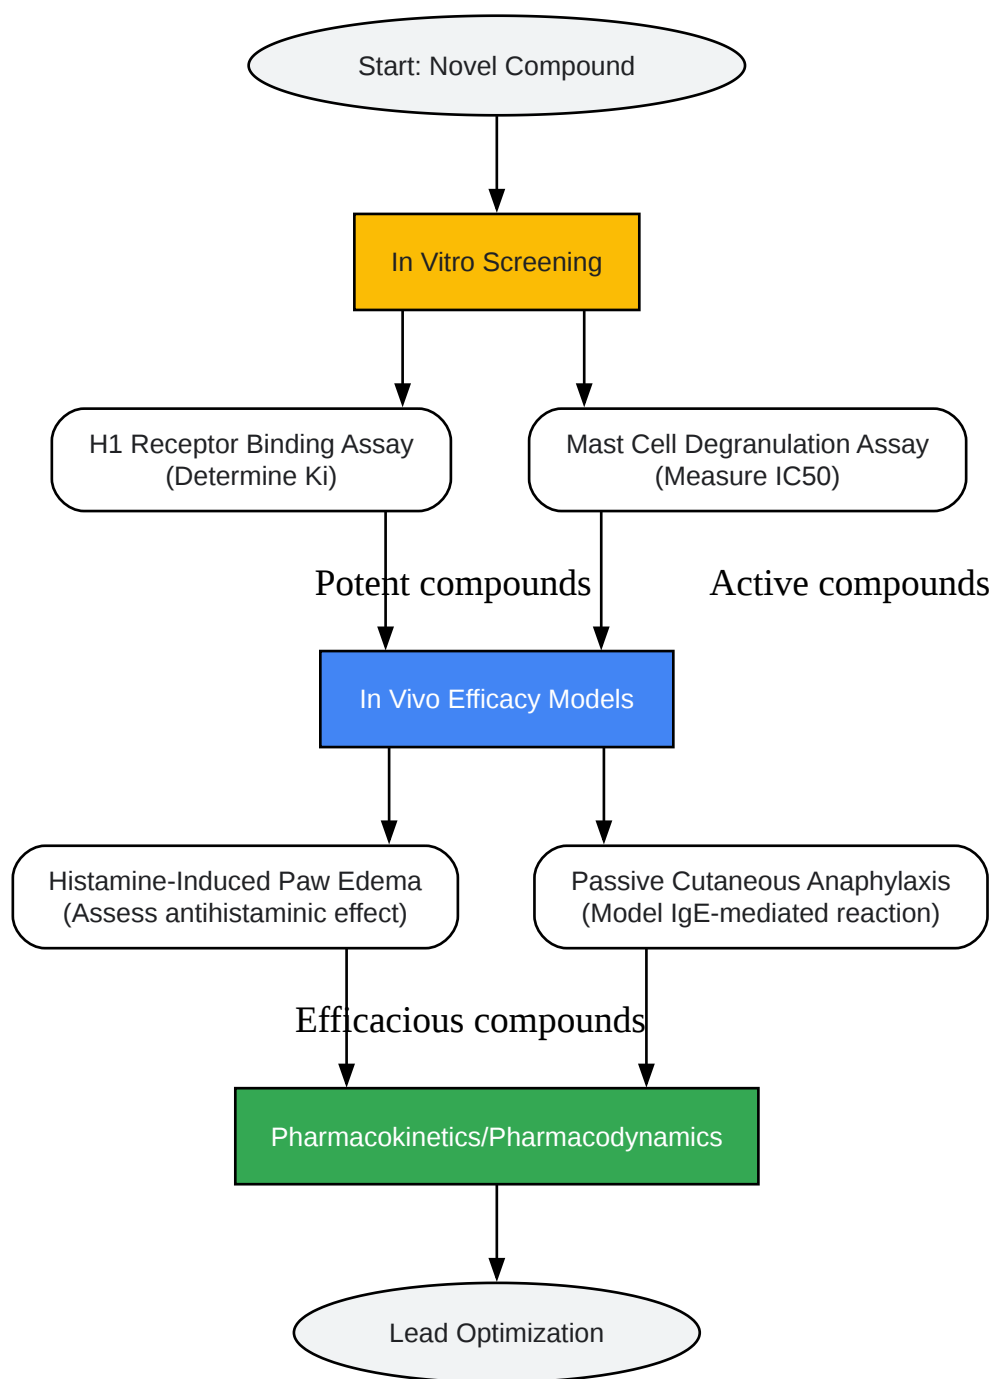 Start: Novel Compound
In Vitro Screening
H1 Receptor Binding Assay
(Determine Ki)
Mast Cell Degranulation Assay
(Measure IC50)
Potent compounds
Active compounds
In Vivo Efficacy Models
Histamine-Induced Paw Edema
(Assess antihistaminic effect)
Passive Cutaneous Anaphylaxis
(Model IgE-mediated reaction)
Efficacious compounds
Pharmacokinetics/Pharmacodynamics
Lead Optimization